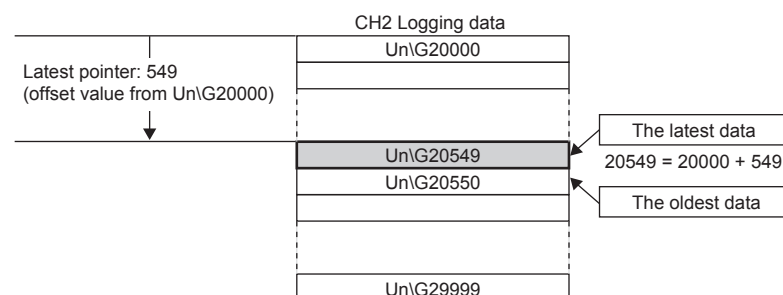 CH2 Logging data
Un\G20000
Latest pointer: 549
(offset value from Un\G20000)
The latest data
Un\G20549
20549 = 20000 + 549
Un\G20550
The oldest data
Un\G29999